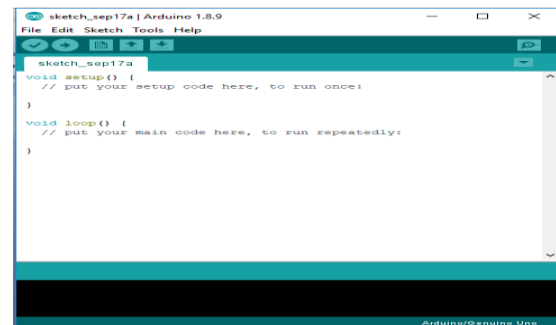 sketch_sep17a | Arduino 1.8.9
File Edit Sketch Tools Help
sketch_sep17a
void setup() {
// put your setup code here, to run once:
}
void loop() {
// put your main code here, to run repeatedly:
}
Arduino/Genuino Uno